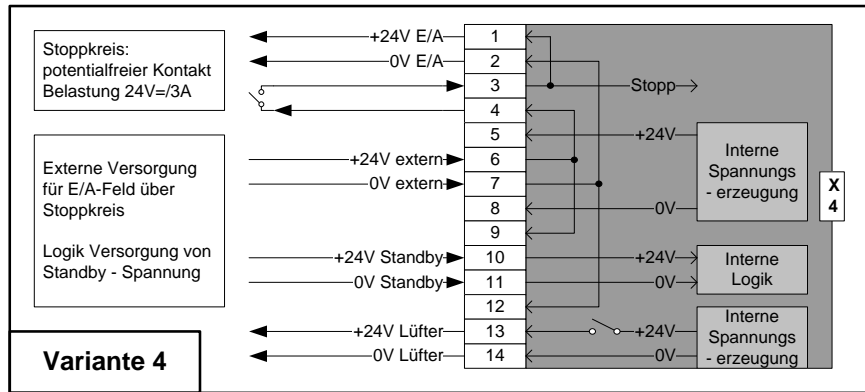 Stoppkreis:
potentialfreier Kontakt
Belastung 24V=/3A
Externe Versorgung
für E/A-Feld über
Stoppkreis
Logik Versorgung von
Standby - Spannung
Variante 4
+24V E/A
0V E/A
+24V extern
0V extern
+24V Standby
0V Standby
+24V Lüfter
0V Lüfter
1
2
3
4
5
6
7
8
9
10
11
12
13
14
Stopp
+24V
0V
+24V
0V
+24V
0V
Interne
Spannungs
- erzeugung
Interne
Logik
Interne
Spannungs
- erzeugung
X
4